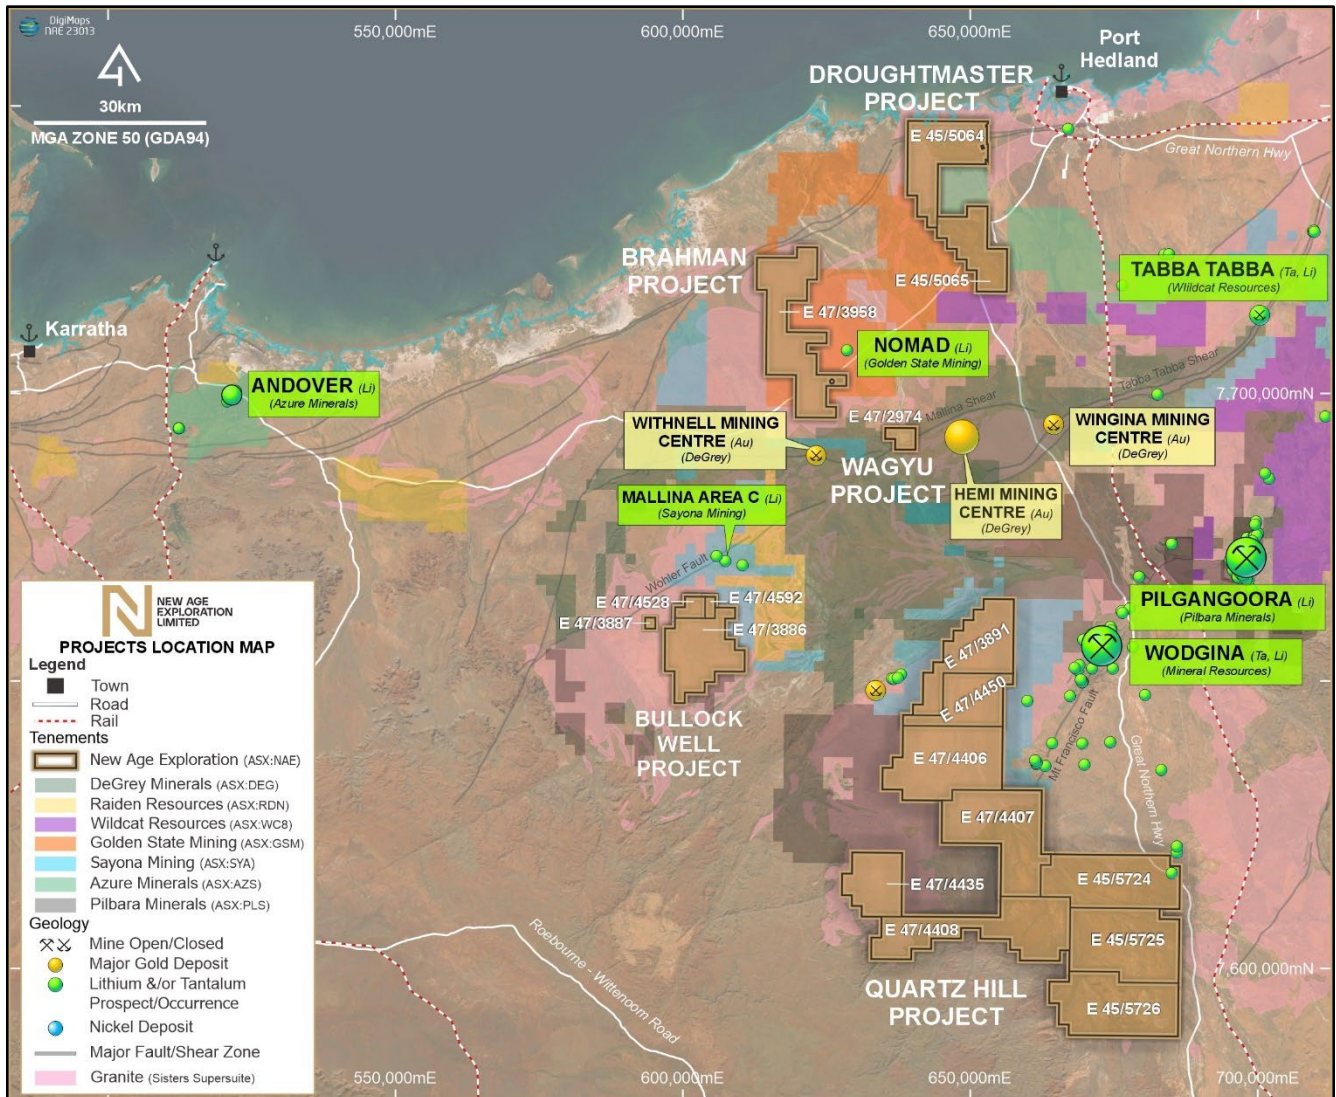 DigiMaps
NAE 23013
550,000mE
600,000mE
650,000mE
Port
Hedland
30km
MGA ZONE 50 (GDA94)
DROUGHTMASTER
PROJECT
E 45/5064
Great Northern Hwy
BRAHMAN
PROJECT
E 45/5065
TABBA TABBA (Ta, Li)
(Wildcat Resources)
E 47/3958
Karratha
NOMAD (Li)
(Golden State Mining)
Tabba Tabba Shear
ANDOVER (Li)
(Azure Minerals)
7,700,000mN
Mallina Shear
E 47/2974
WITHNELL MINING
CENTRE (Au)
(DeGrey)
WINGINA MINING
CENTRE (Au)
(DeGrey)
WAGYU
PROJECT
HEMI MINING
CENTRE (Au)
(DeGrey)
MALLINA AREA C (Li)
(Sayona Mining)
Wohler Fault
E 47/4528
E 47/4592
E 47/3887
E 47/3886
BULLOCK
WELL
PROJECT
PILGANGOORA (Li)
(Pilbara Minerals)
WODGINA (Ta, Li)
(Mineral Resources)
E 47/3891
E 47/4450
E 47/4406
Mt Francisco Fault
Great Northern Hwy
E 47/4407
E 47/4435
E 45/5724
E 47/4408
E 45/5725
7,600,000mN
QUARTZ HILL
PROJECT
E 45/5726
Roebourne - Wittenoom Road
550,000mE
600,000mE
650,000mE
700,000mE
N
NEW AGE
EXPLORATION
LIMITED
PROJECTS LOCATION MAP
Legend
Town
Road
Rail
Tenements
New Age Exploration (ASX:NAE)
DeGrey Minerals (ASX:DEG)
Raiden Resources (ASX:RDN)
Wildcat Resources (ASX:WC8)
Golden State Mining (ASX:GSM)
Sayona Mining (ASX:SYA)
Azure Minerals (ASX:AZS)
Pilbara Minerals (ASX:PLS)
Geology
Mine Open/Closed
Major Gold Deposit
Lithium &/or Tantalum
Prospect/Occurrence
Nickel Deposit
Major Fault/Shear Zone
Granite (Sisters Supersuite)